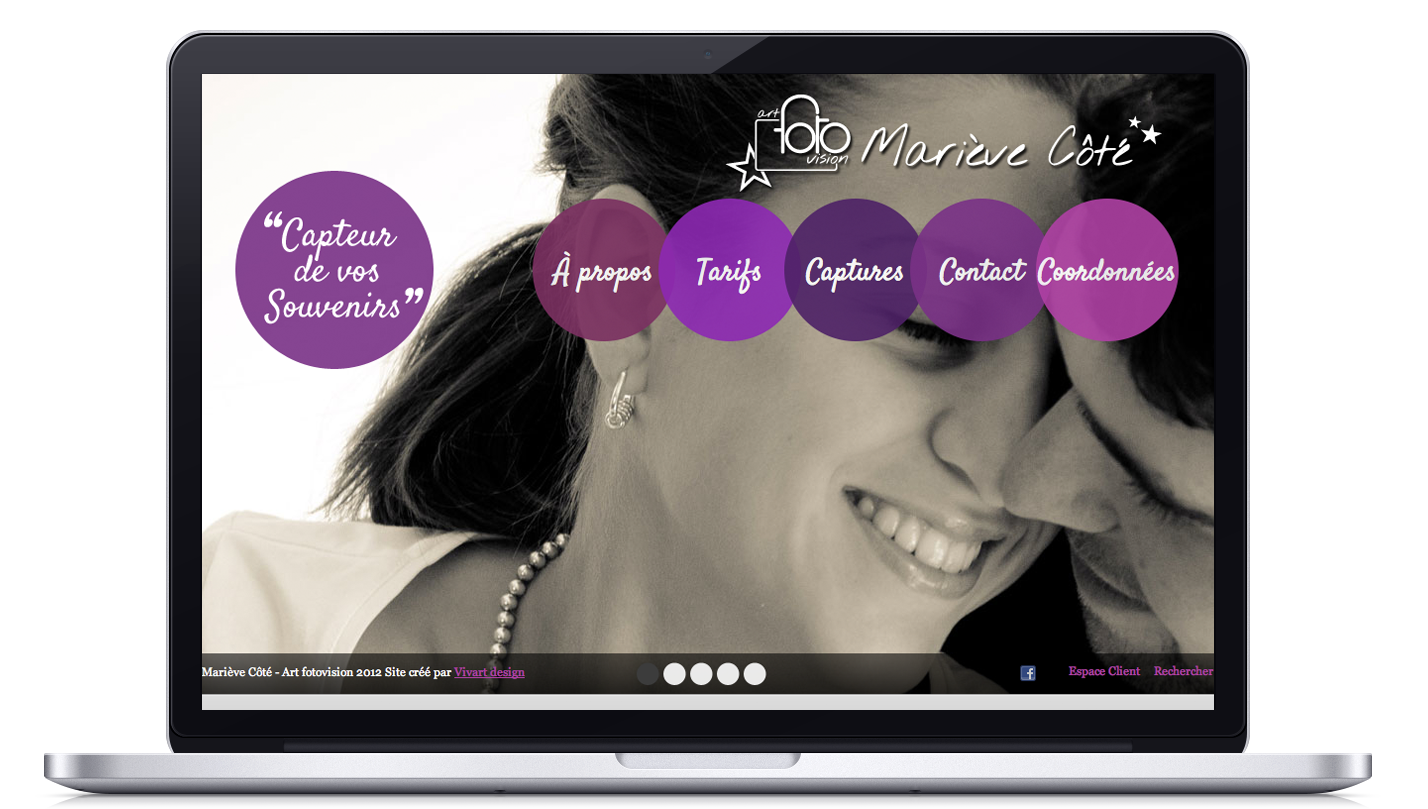 art
foto
vision
Mariève Côté
“Capteur
de vos
Souvenirs”
À propos
Tarifs
Captures
Contact
Coordonnées
Mariève Côté - Art fotovision 2012 Site créé par Vivart design
f
Espace Client
Rechercher